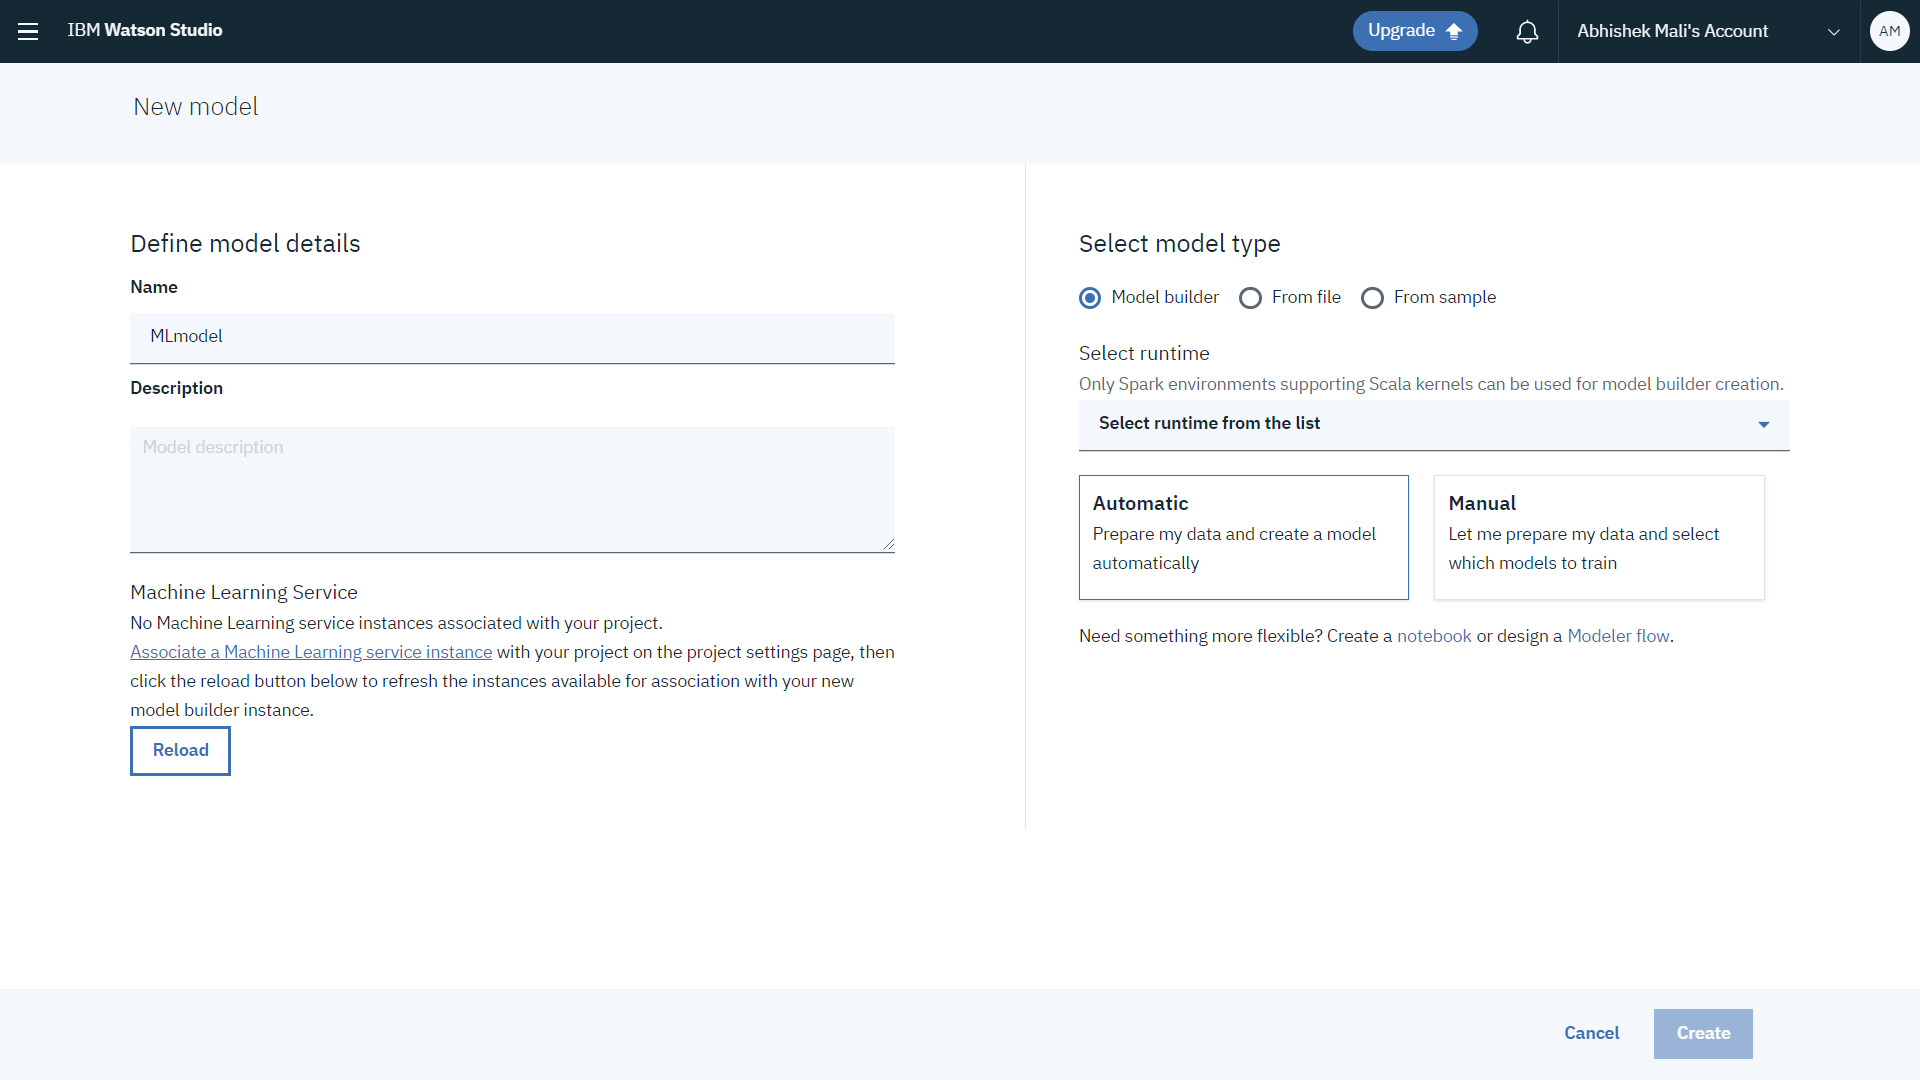 IBM Watson Studio
Upgrade
Abhishek Mali's Account
AM
New model
Define model details
Name
MLmodel
Description
Model description
Machine Learning Service
No Machine Learning service instances associated with your project.
Associate a Machine Learning service instance with your project on the project settings page, then
click the reload button below to refresh the instances available for association with your new
model builder instance.
Reload
Select model type
Model builder
From file
From sample
Select runtime
Only Spark environments supporting Scala kernels can be used for model builder creation.
Select runtime from the list
Automatic
Prepare my data and create a model
automatically
Manual
Let me prepare my data and select
which models to train
Need something more flexible? Create a notebook or design a Modeler flow.
Cancel
Create